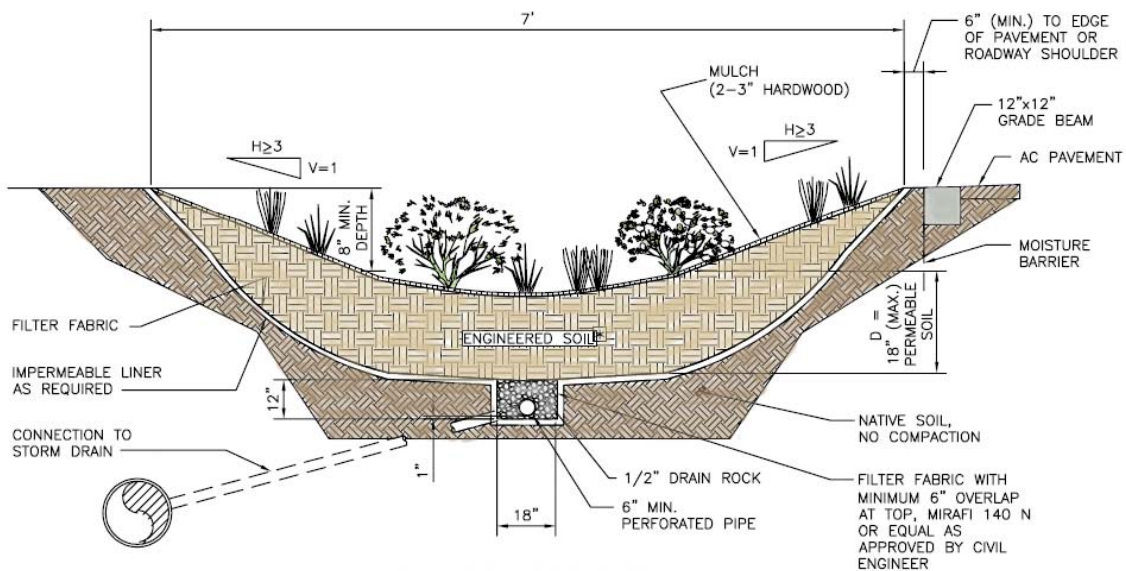 7'
6" (MIN.) TO EDGE
OF PAVEMENT OR
ROADWAY SHOULDER
MULCH
(2-3" HARDWOOD)
12"x12"
GRADE BEAM
H≥3
V=1
H≥3
V=1
AC PAVEMENT
8" MIN.
DEPTH
MOISTURE
BARRIER
FILTER FABRIC
D =
18" (MAX.)
PERMEABLE
SOIL
ENGINEERED SOIL
IMPERMEABLE LINER
AS REQUIRED
12"
NATIVE SOIL,
NO COMPACTION
CONNECTION TO
STORM DRAIN
1"
1/2" DRAIN ROCK
6" MIN.
PERFORATED PIPE
18"
FILTER FABRIC WITH
MINIMUM 6" OVERLAP
AT TOP, MIRAFI 140 N
OR EQUAL AS
APPROVED BY CIVIL
ENGINEER